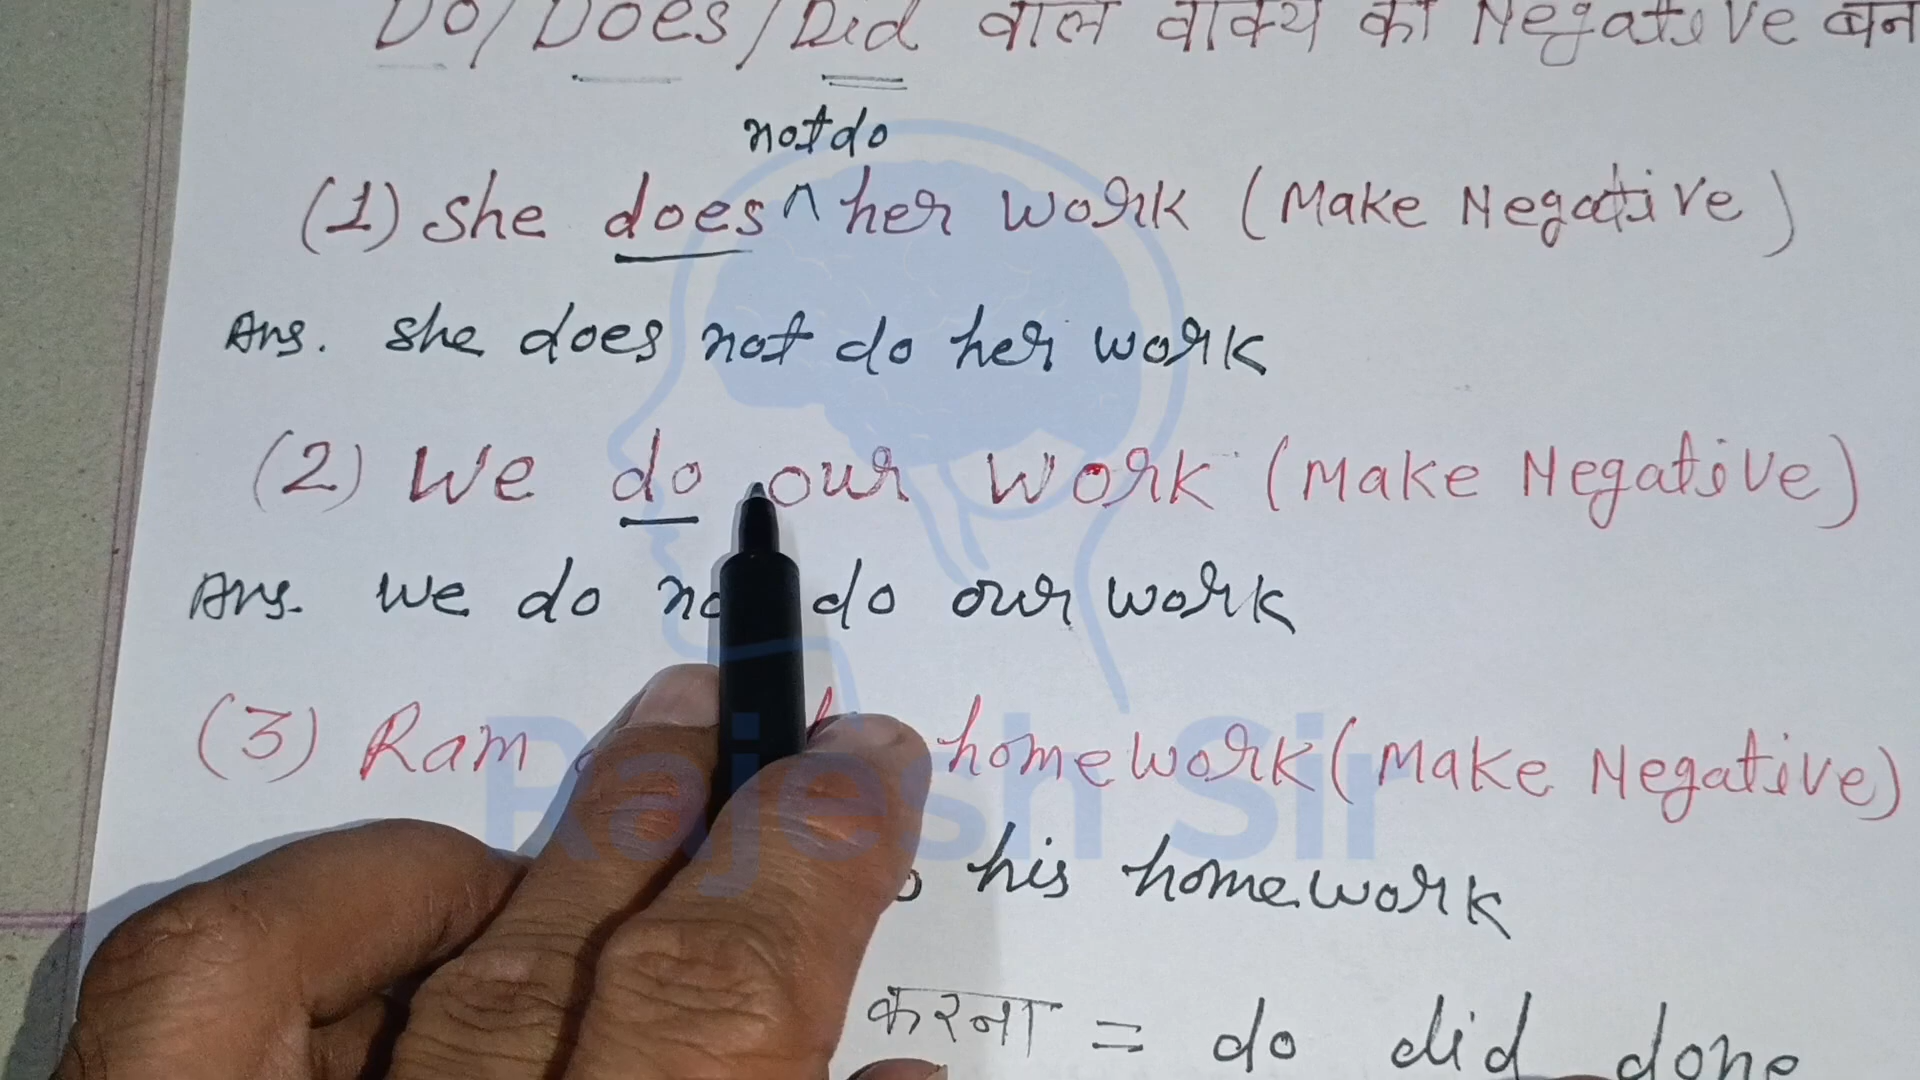 Do/Does/Did वाले वाक्य को Negative बन
not do
(1) She does ^ her work (Make Negative)
Ans. She does not do her work
(2) We do our work (Make Negative)
Ans. We do do our work
(3) Ram homework (Make Negative)
Rajesh Sir
his homework
करना = do did done